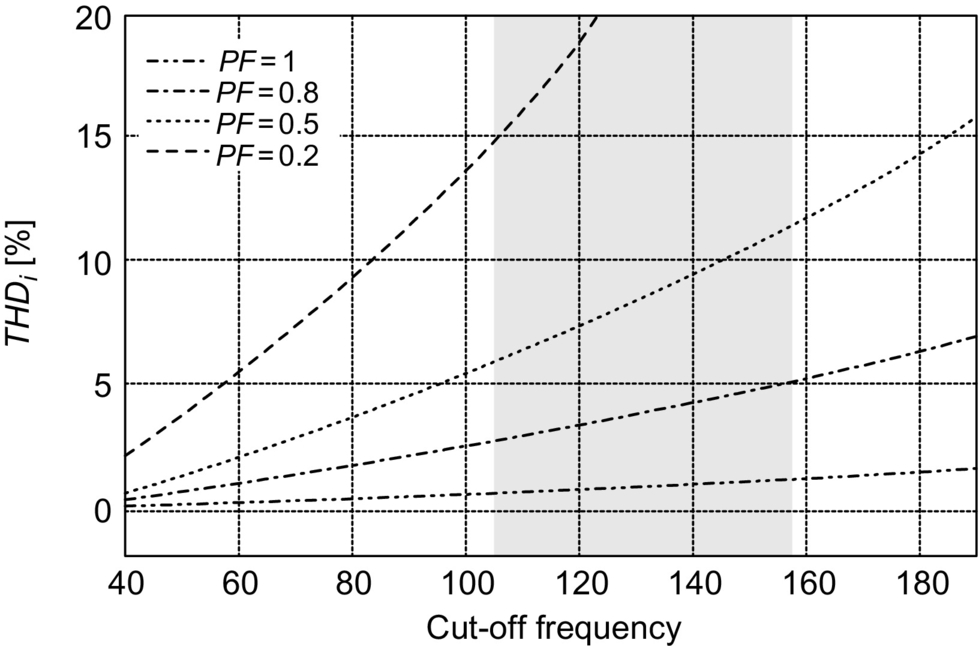 20
15
10
5
0
THDi [%]
PF = 1
PF = 0.8
PF = 0.5
PF = 0.2
40 60 80 100 120 140 160 180
Cut-off frequency